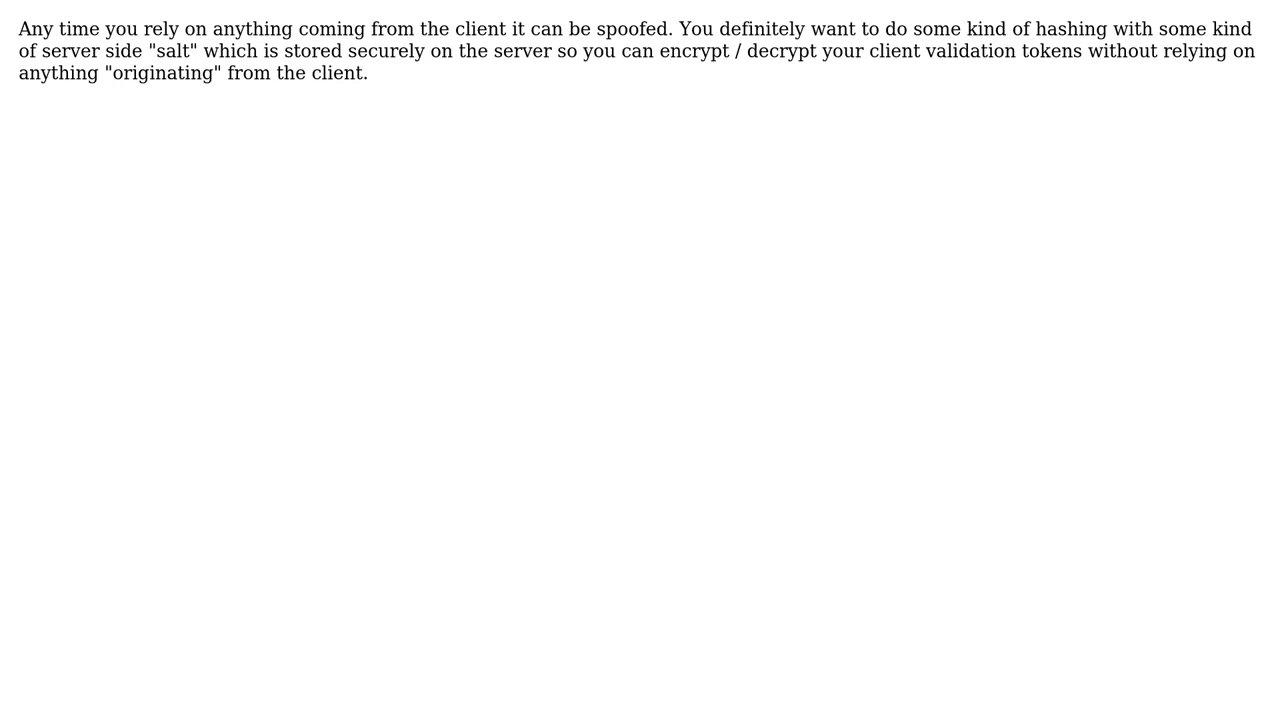 Any time you rely on anything coming from the client it can be spoofed. You definitely want to do some kind of hashing with some kind
of server side "salt" which is stored securely on the server so you can encrypt / decrypt your client validation tokens without relying on
anything "originating" from the client.